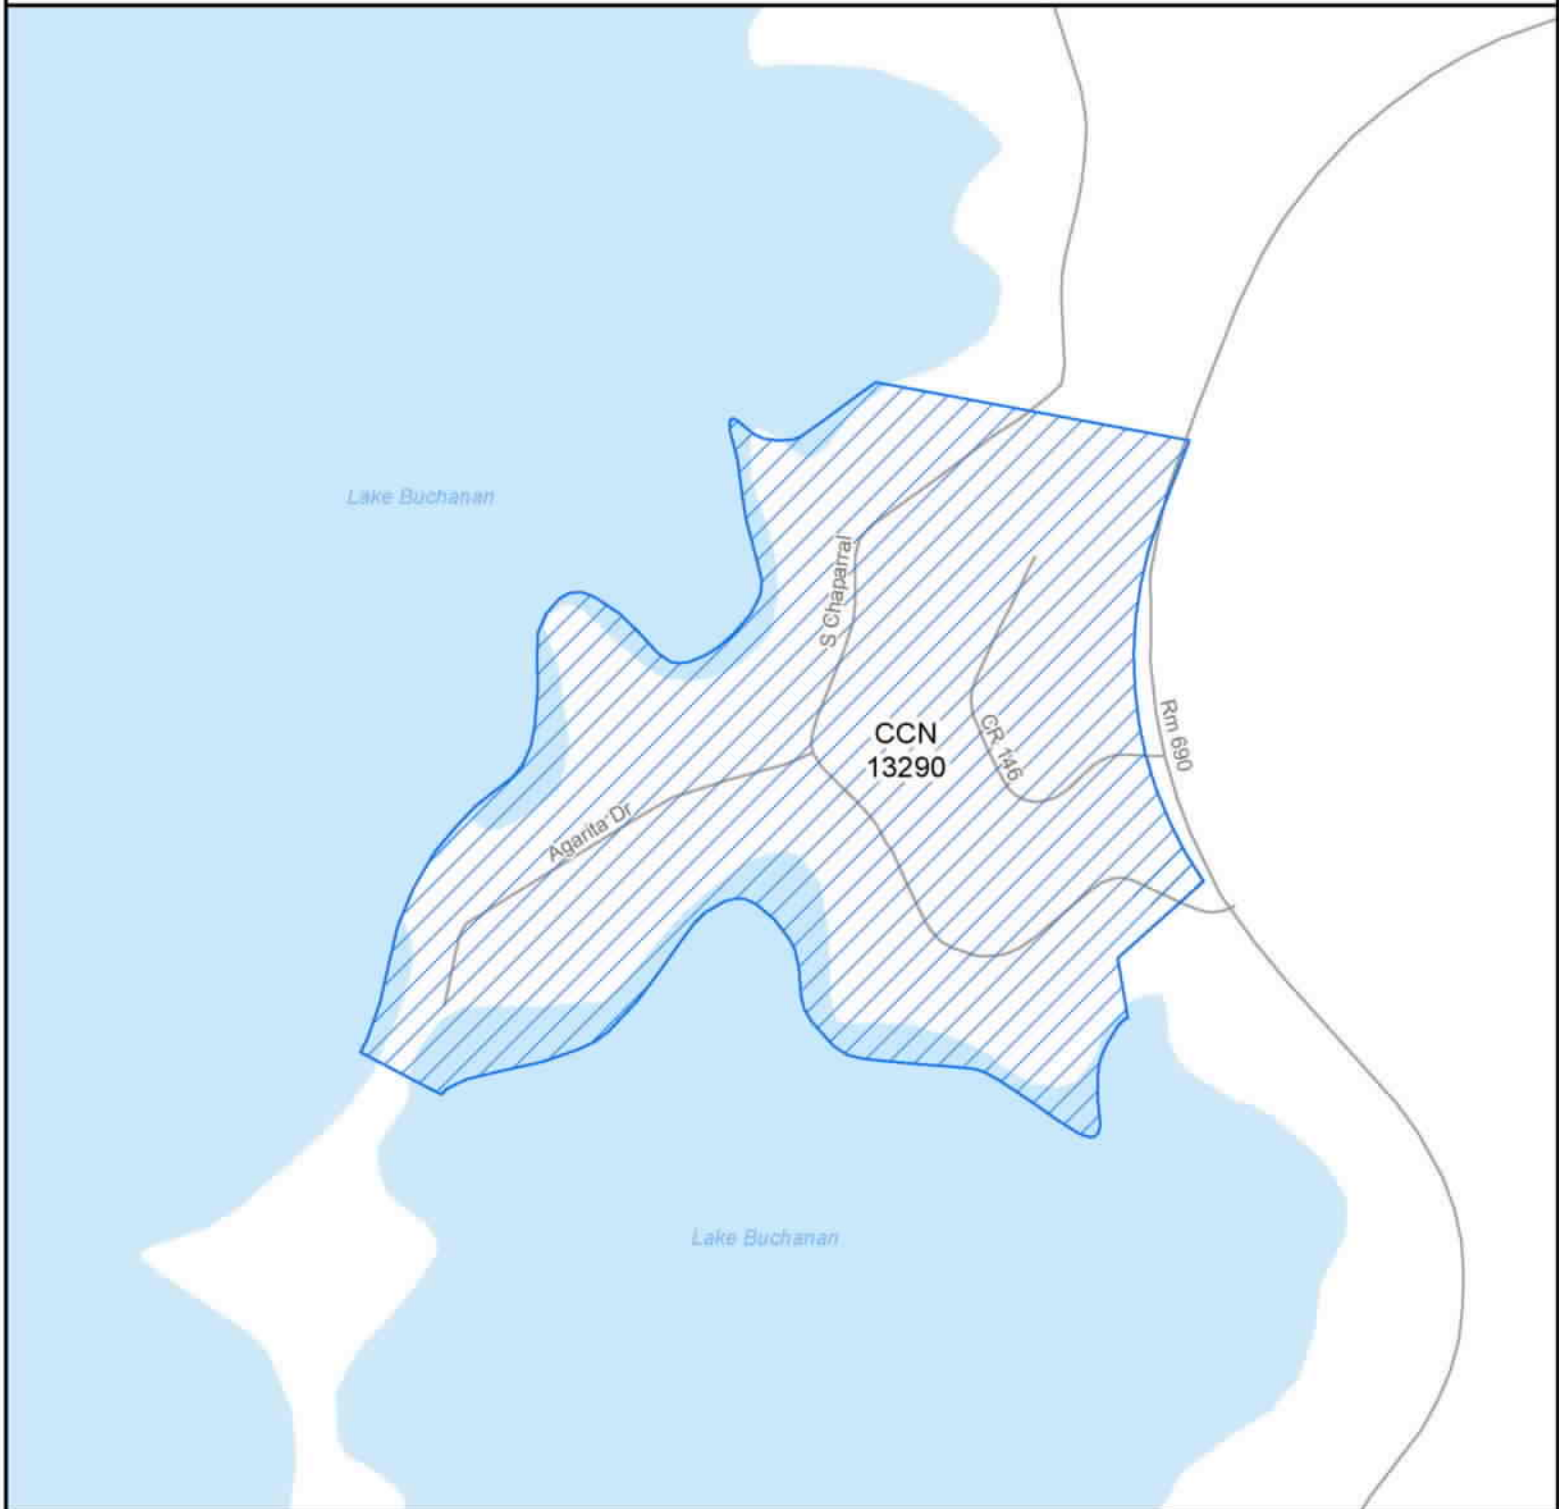 Lake Buchanan
S Chaparral
Rm 690
CCN
13290
CR 146
Agarita Dr
Lake Buchanan